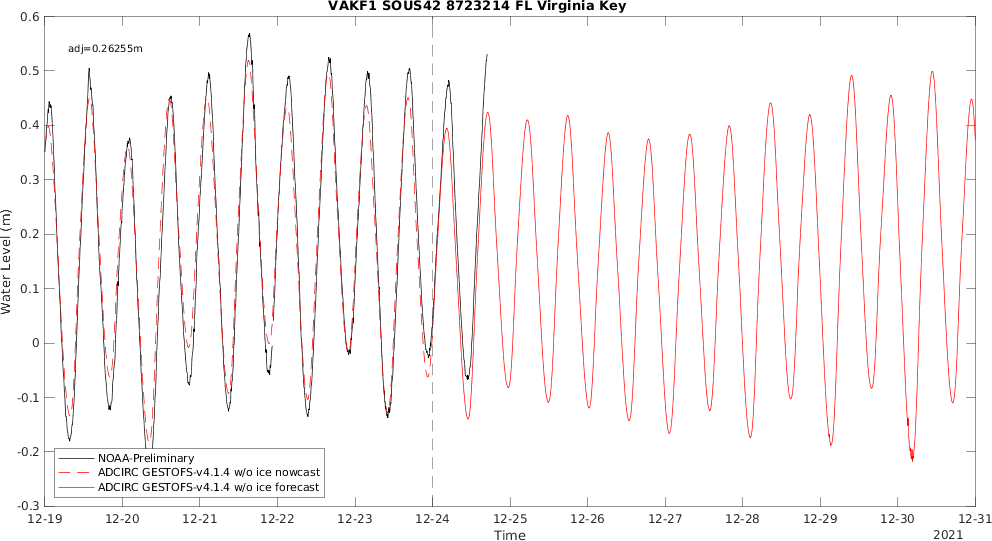 VAKF1 SOUS42 8723214 FL Virginia Key
adj=0.26255m
0.6
0.5
0.4
0.3
0.2
0.1
0
-0.1
-0.2
-0.3
Water Level (m)
NOAA-Preliminary
ADCIRC GESTOFS-v4.1.4 w/o ice nowcast
ADCIRC GESTOFS-v4.1.4 w/o ice forecast
12-19 12-20 12-21 12-22 12-23 12-24 12-25 12-26 12-27 12-28 12-29 12-30 12-31
Time
2021